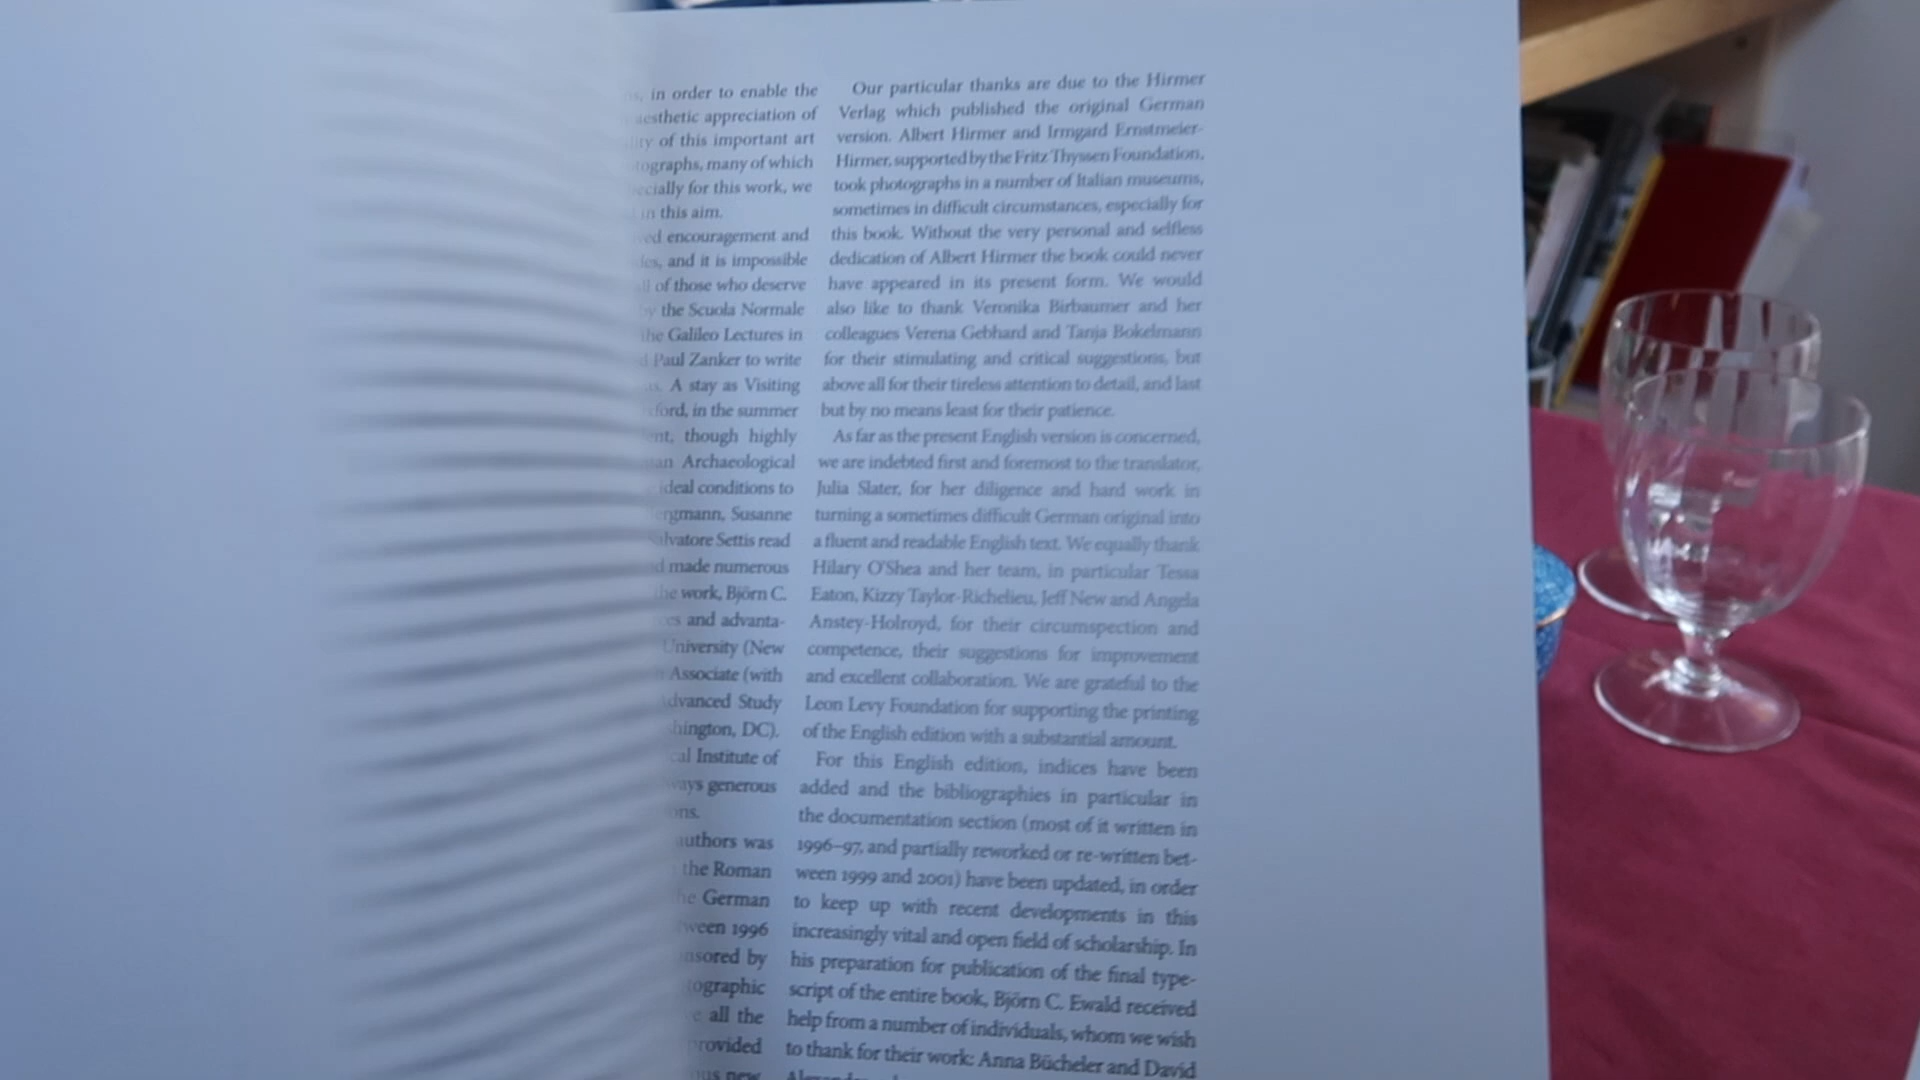 in order to enable the
aesthetic appreciation of
of this important art
many of which
for this work, we
in this aim.
encouragement and
and it is impossible
of those who deserve
the Scuola Normale
the Galileo Lectures in
Paul Zanker to write
A stay as Visiting
in the summer
though highly
Archaeological
ideal conditions to
Susanne
Settis read
made numerous
the work, Björn C.
and advanta-
University (New
Associate (with
Advanced Study
DC).
Institute of
generous
authors was
the Roman
the German
1996
by
all the
provided
new
Our particular thanks are due to the Hirmer
Verlag which published the original German
version. Albert Hirmer and Irmgard Ernstmeier-
Hirmer, supported by the Fritz Thyssen Foundation,
took photographs in a number of Italian museums,
sometimes in difficult circumstances, especially for
this book. Without the very personal and selfless
dedication of Albert Hirmer the book could never
have appeared in its present form. We would
also like to thank Veronika Birbaumer and her
colleagues Verena Gebhard and Tanja Bokelmann
for their stimulating and critical suggestions, but
above all for their tireless attention to detail, and last
but by no means least for their patience.
As far as the present English version is concerned,
we are indebted first and foremost to the translator,
Julia Slater, for her diligence and hard work in
turning a sometimes difficult German original into
a fluent and readable English text. We equally thank
Hilary O'Shea and her team, in particular Tessa
Eaton, Kizzy Taylor-Richelieu, Jeff New and Angela
Anstey-Holroyd, for their circumspection and
competence, their suggestions for improvement
and excellent collaboration. We are grateful to the
Leon Levy Foundation for supporting the printing
of the English edition with a substantial amount.
For this English edition, indices have been
added and the bibliographies in particular in
the documentation section (most of it written in
1996–97, and partially reworked or re-written bet-
ween 1999 and 2001) have been updated, in order
to keep up with recent developments in this
increasingly vital and open field of scholarship. In
his preparation for publication of the final type-
script of the entire book, Björn C. Ewald received
help from a number of individuals, whom we wish
to thank for their work: Anna Bücheler and David